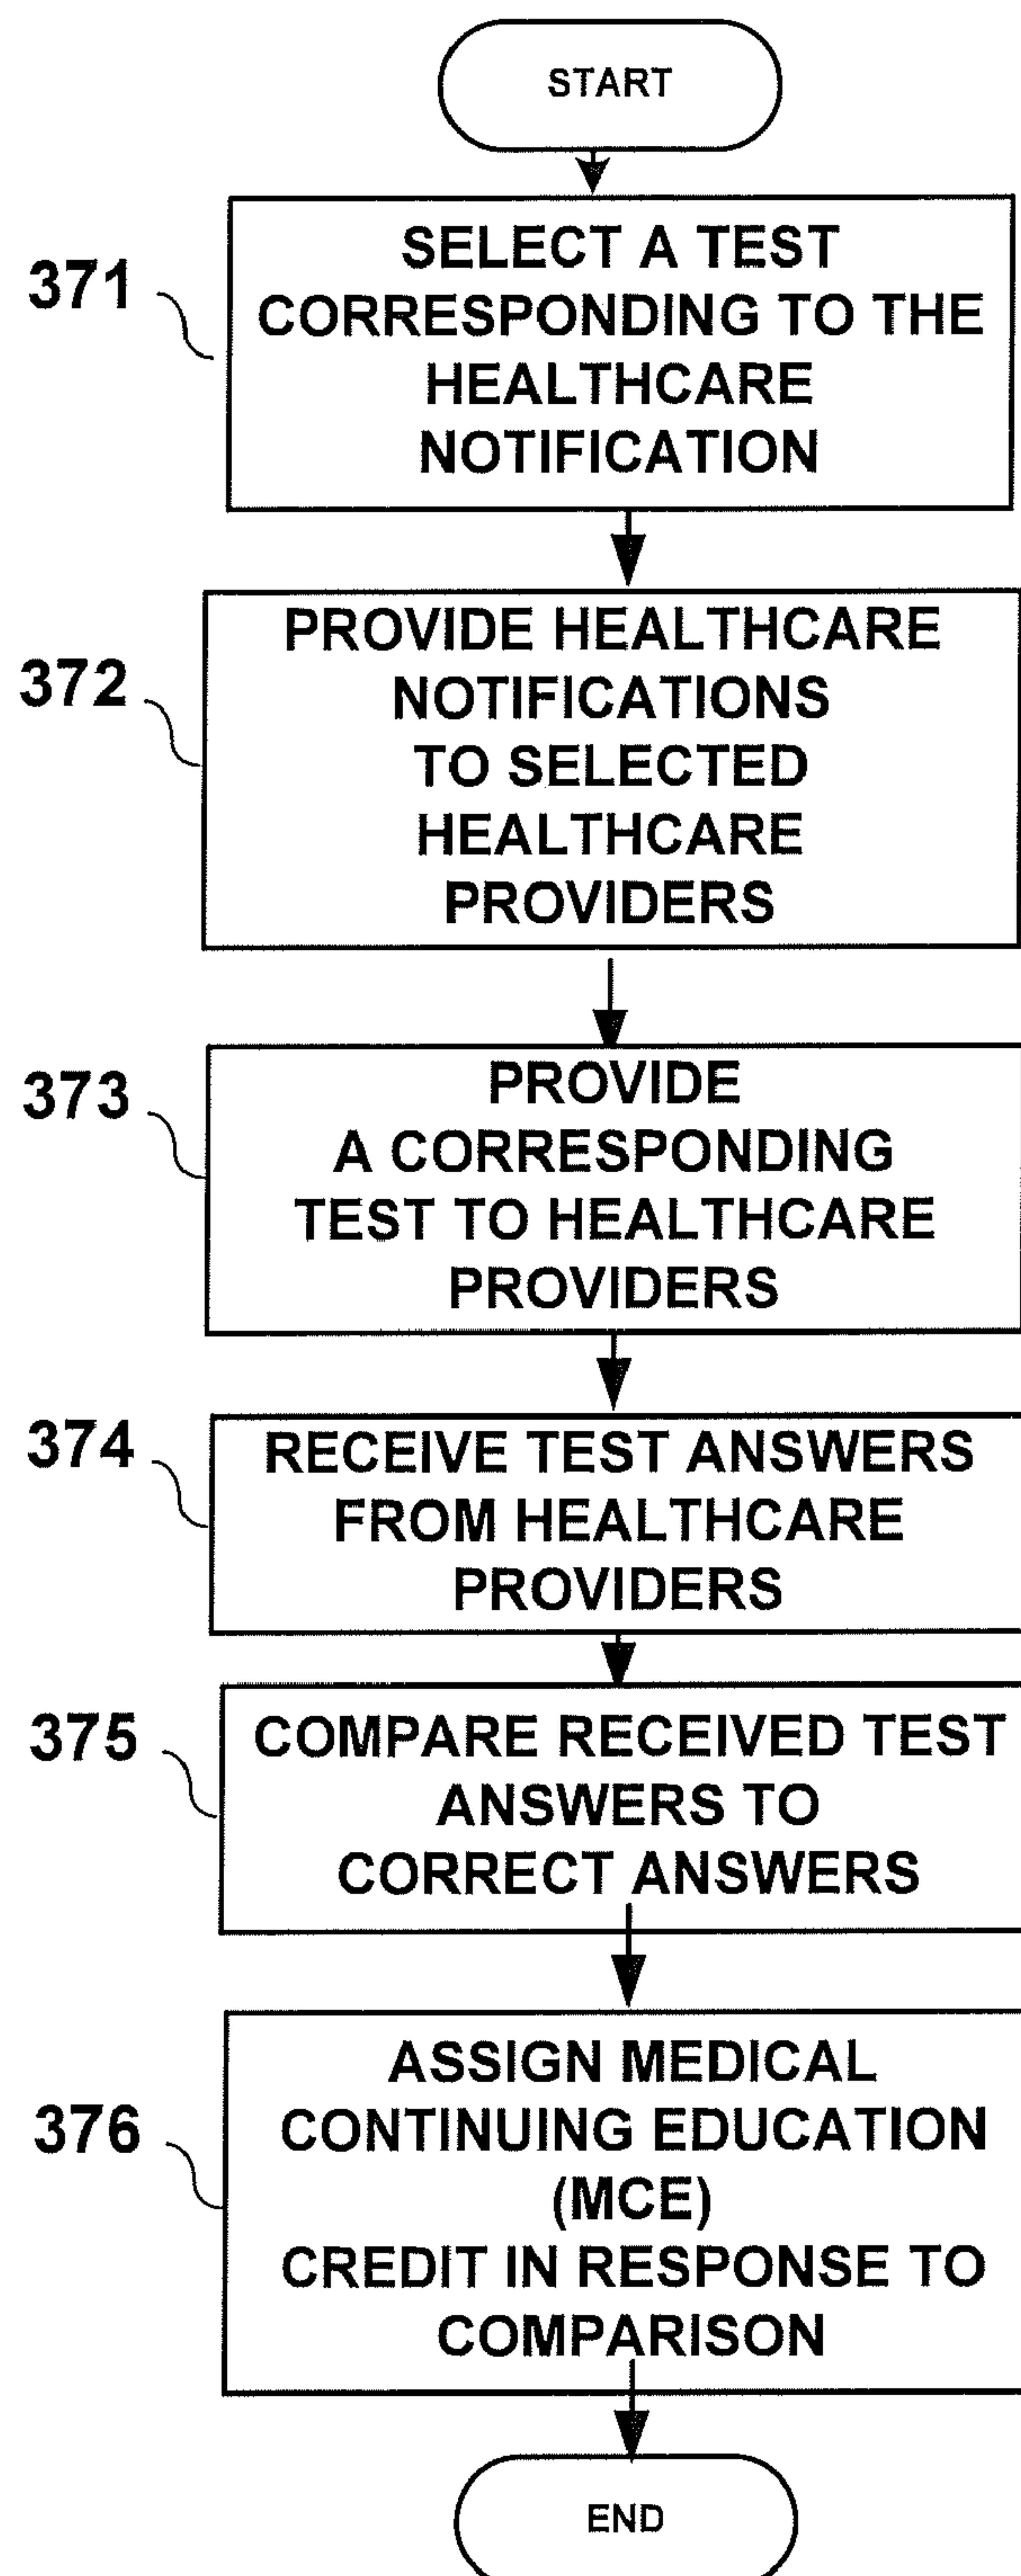 START
371
SELECT A TEST
CORRESPONDING TO THE
HEALTHCARE
NOTIFICATION
372
PROVIDE HEALTHCARE
NOTIFICATIONS
TO SELECTED
HEALTHCARE
PROVIDERS
373
PROVIDE
A CORRESPONDING
TEST TO HEALTHCARE
PROVIDERS
374
RECEIVE TEST ANSWERS
FROM HEALTHCARE
PROVIDERS
375
COMPARE RECEIVED TEST
ANSWERS TO
CORRECT ANSWERS
376
ASSIGN MEDICAL
CONTINUING EDUCATION
(MCE)
CREDIT IN RESPONSE TO
COMPARISON
END